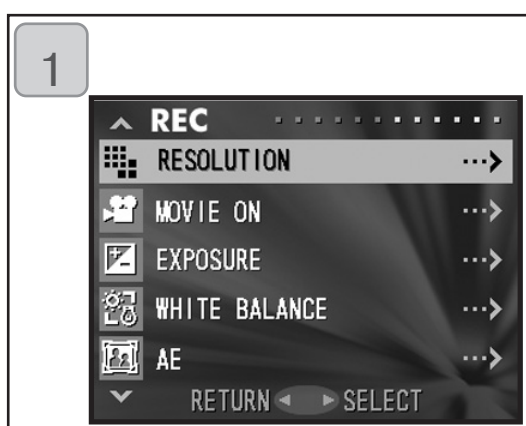 1
REC
RESOLUTION
MOVIE ON
EXPOSURE
WHITE BALANCE
AE
RETURN SELECT